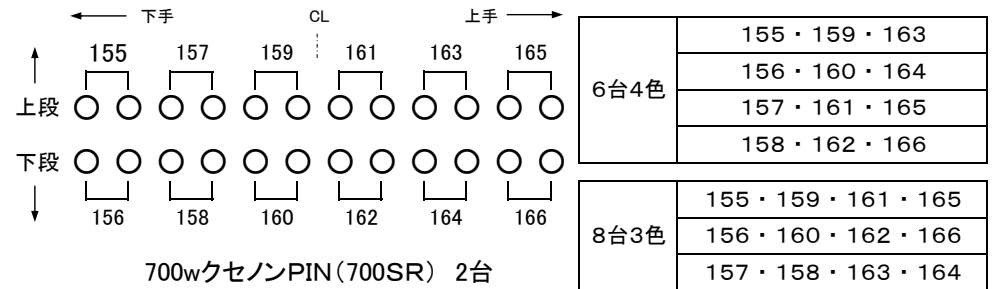 ← 下手 CL 上手 →
155 157 159 161 163 165
上段
下段
156 158 160 162 164 166
700wクセノンPIN(700SR) 2台
6台4色
155・159・163
156・160・164
157・161・165
158・162・166
8台3色
155・159・161・165
156・160・162・166
157・158・163・164